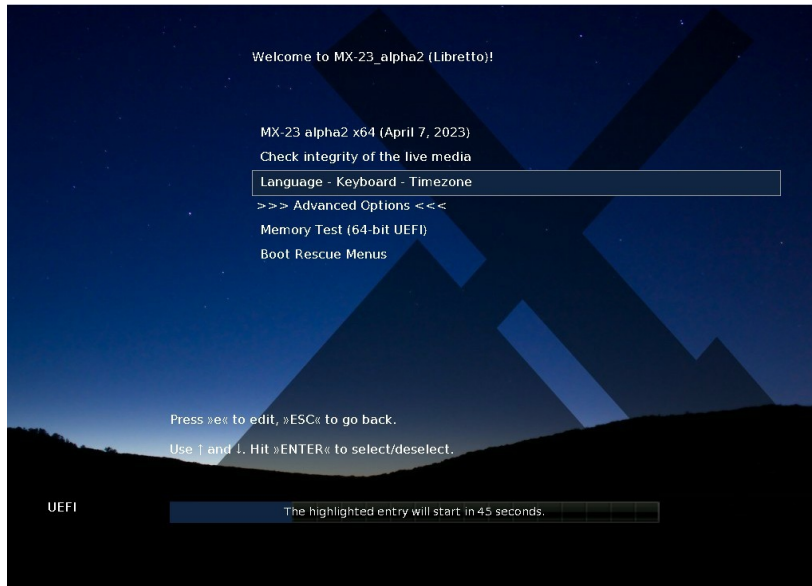 Welcome to MX-23_alpha2 (Libretto)!
MX-23 alpha2 x64 (April 7, 2023)
Check integrity of the live media
Language - Keyboard - Timezone
>>> Advanced Options <<<
Memory Test (64-bit UEFI)
Boot Rescue Menus
Press »e« to edit, »ESC« to go back.
Use ↑ and ↓. Hit »ENTER« to select/deselect.
UEFI
The highlighted entry will start in 45 seconds.